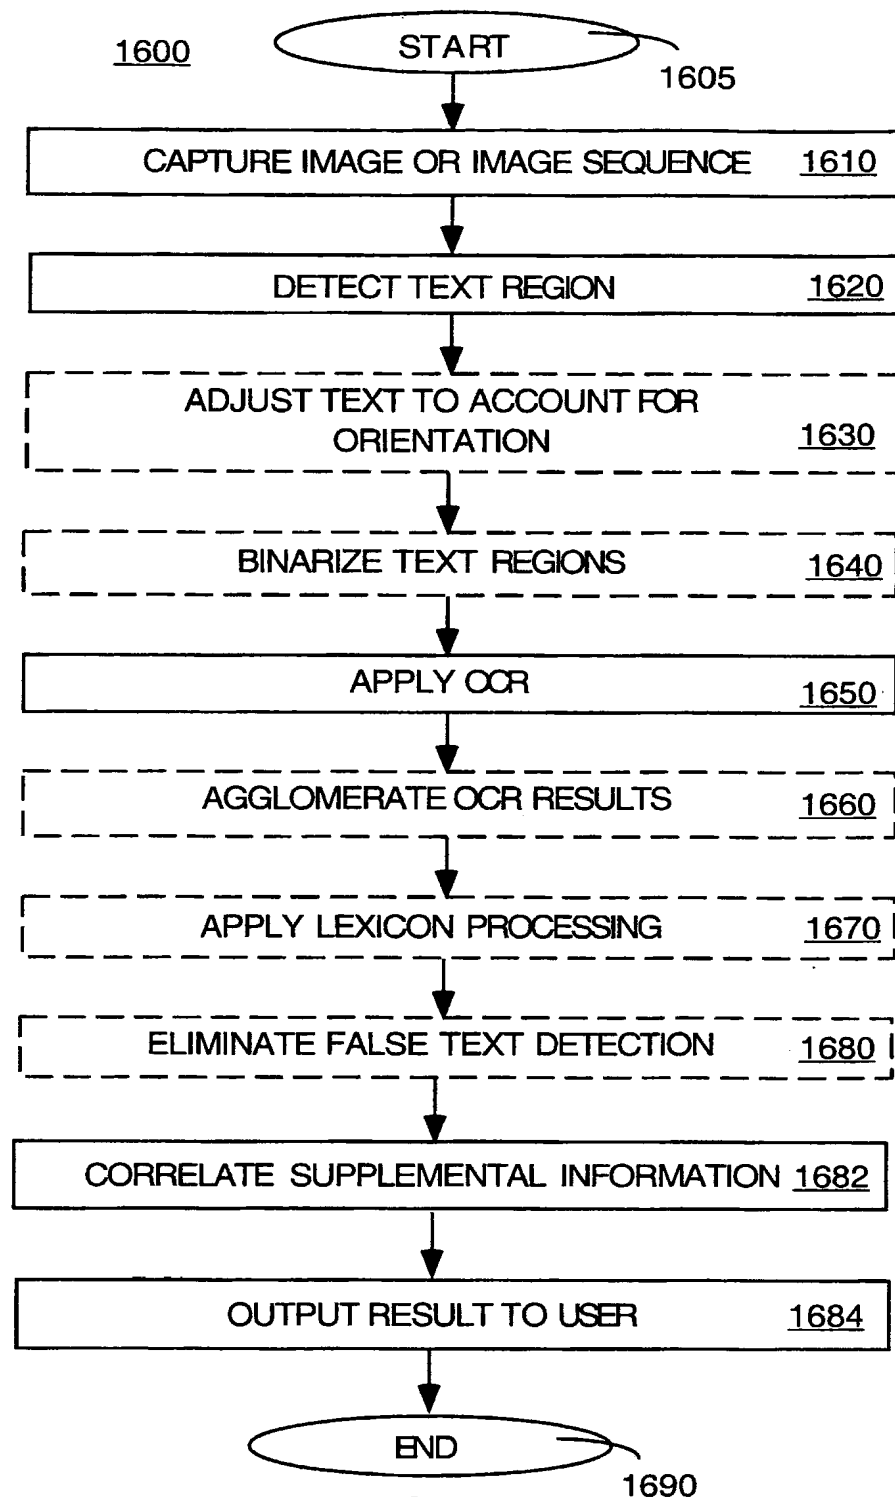 1600
START
1605
CAPTURE IMAGE OR IMAGE SEQUENCE 1610
DETECT TEXT REGION 1620
ADJUST TEXT TO ACCOUNT FOR
ORIENTATION 1630
BINARIZE TEXT REGIONS 1640
APPLY OCR 1650
AGGLOMERATE OCR RESULTS 1660
APPLY LEXICON PROCESSING 1670
ELIMINATE FALSE TEXT DETECTION 1680
CORRELATE SUPPLEMENTAL INFORMATION 1682
OUTPUT RESULT TO USER 1684
END
1690